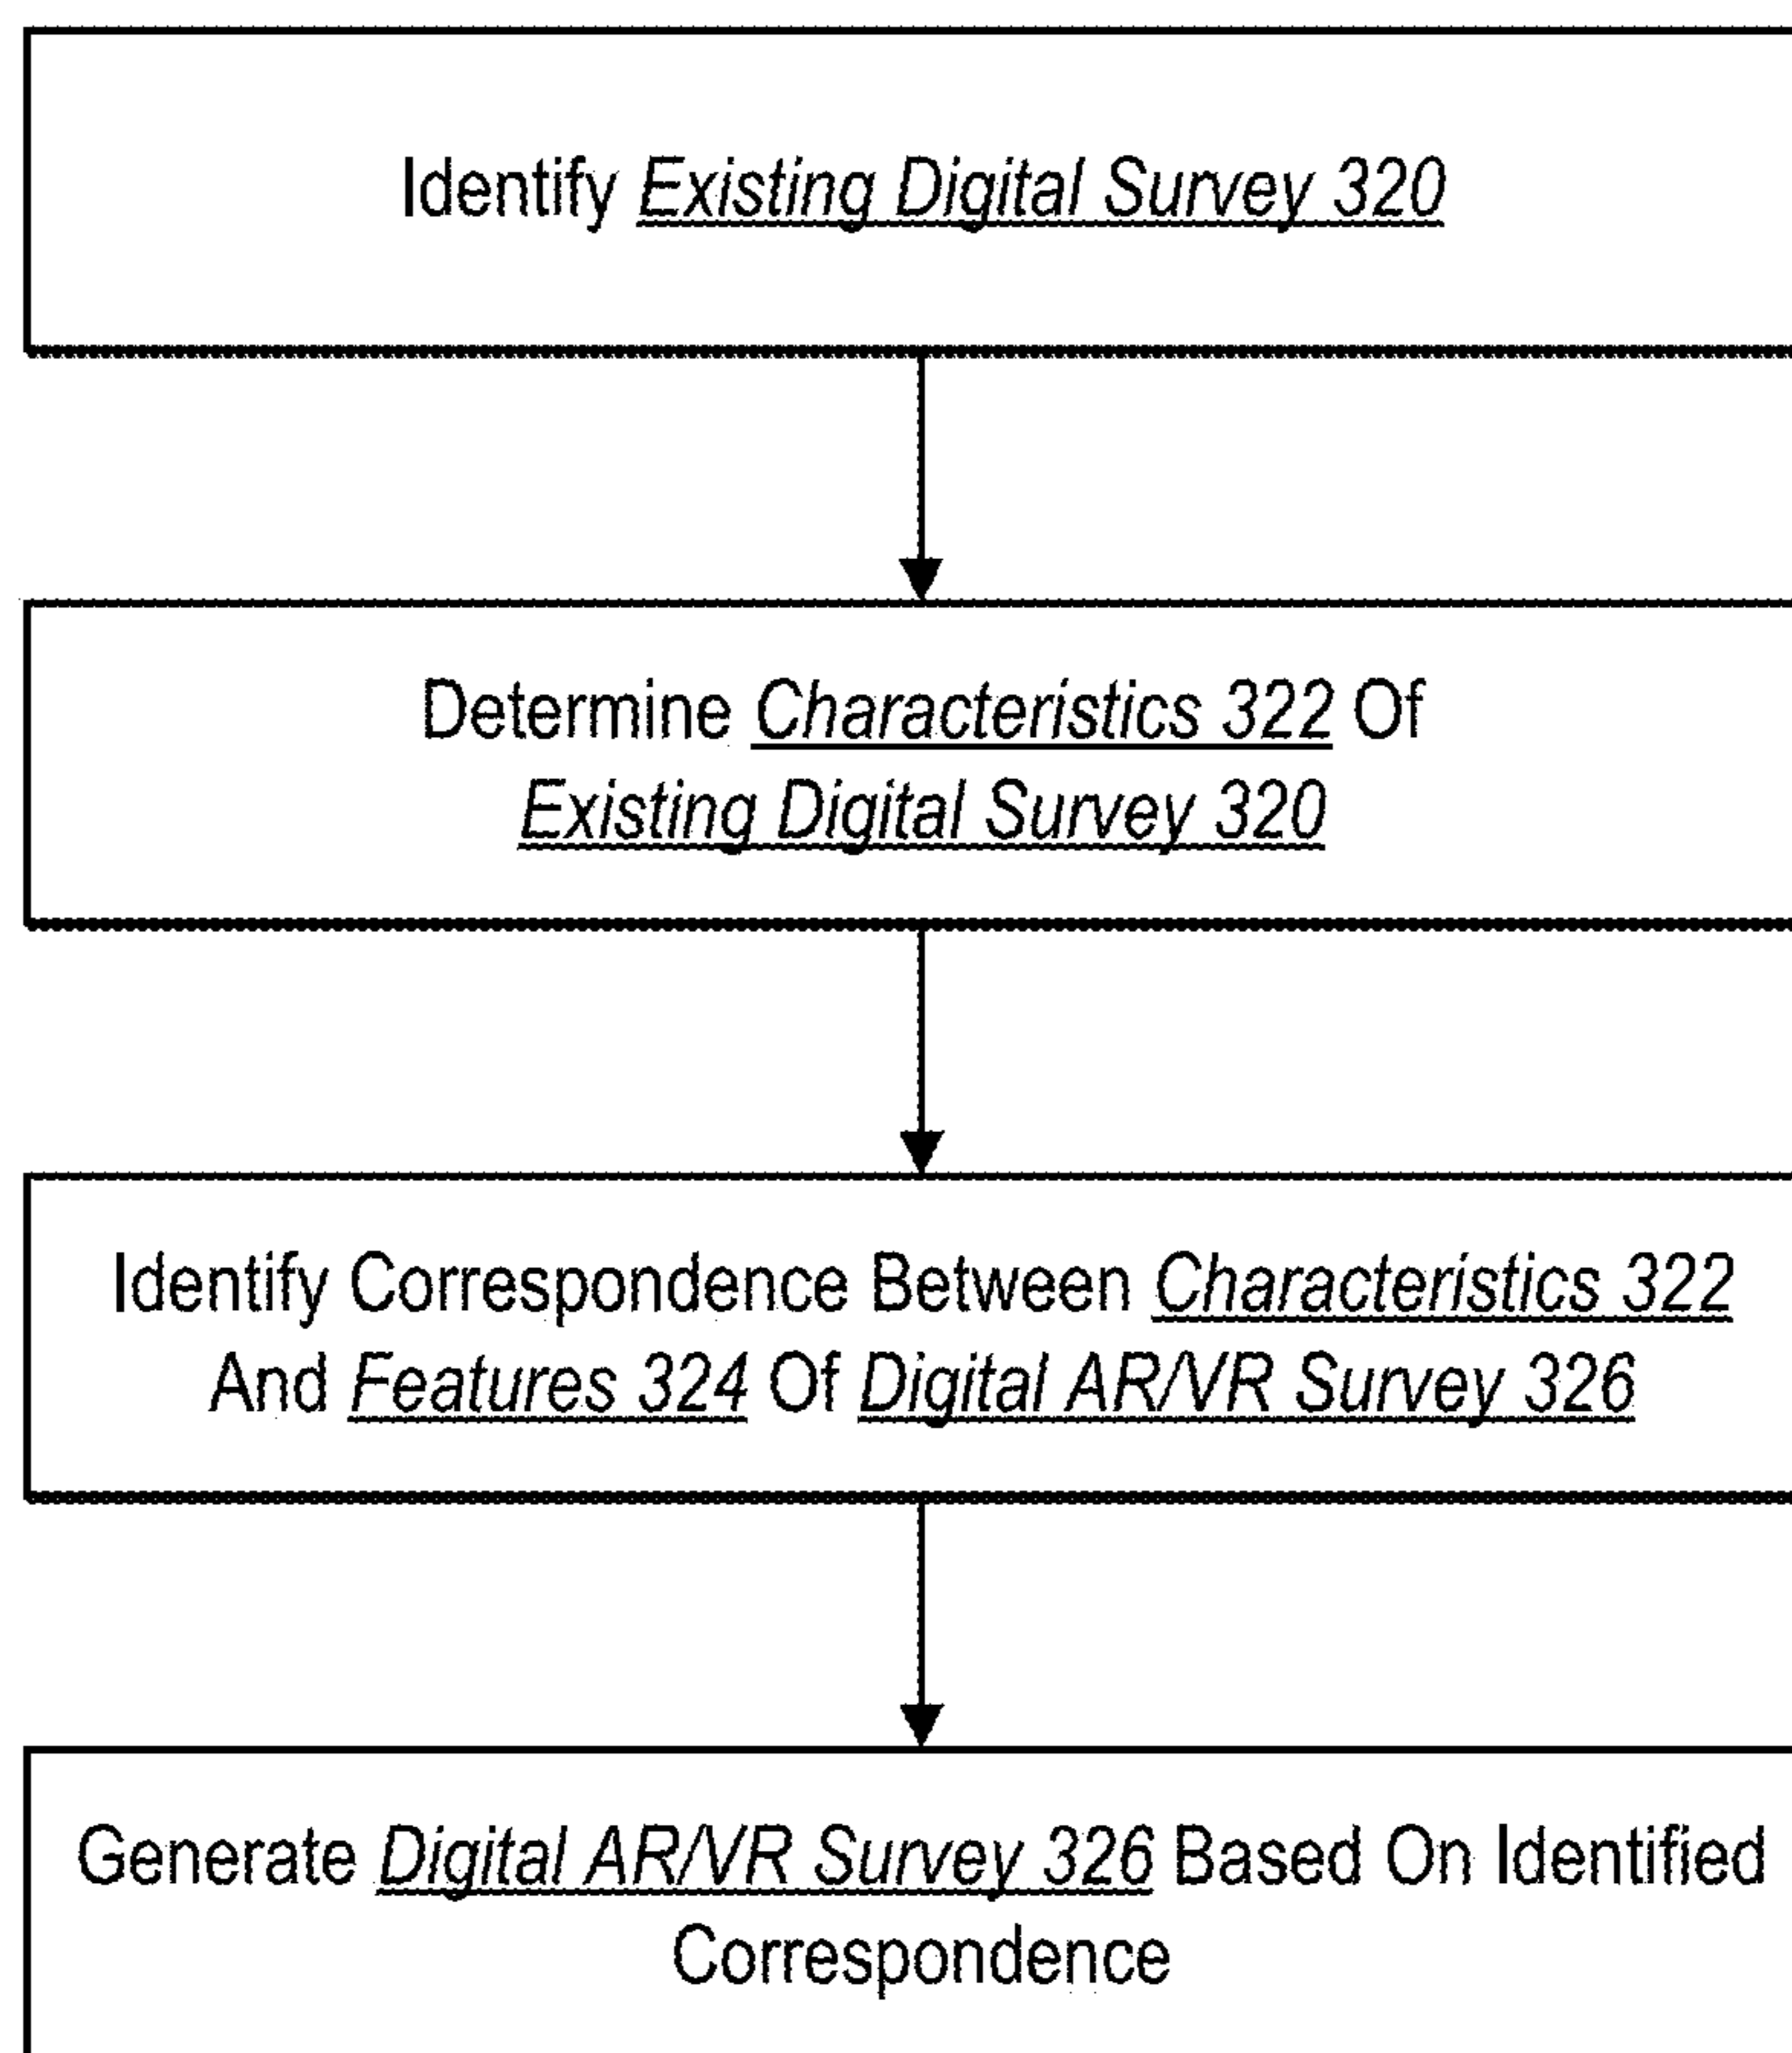 Identify Existing Digital Survey 320
Determine Characteristics 322 Of
Existing Digital Survey 320
Identify Correspondence Between Characteristics 322
And Features 324 Of Digital AR/VR Survey 326
Generate Digital AR/VR Survey 326 Based On Identified
Correspondence